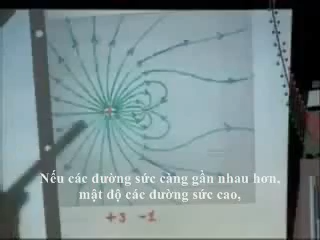 Nếu các đường sức càng gần nhau hơn,
mật độ các đường sức cao,
+3 -1